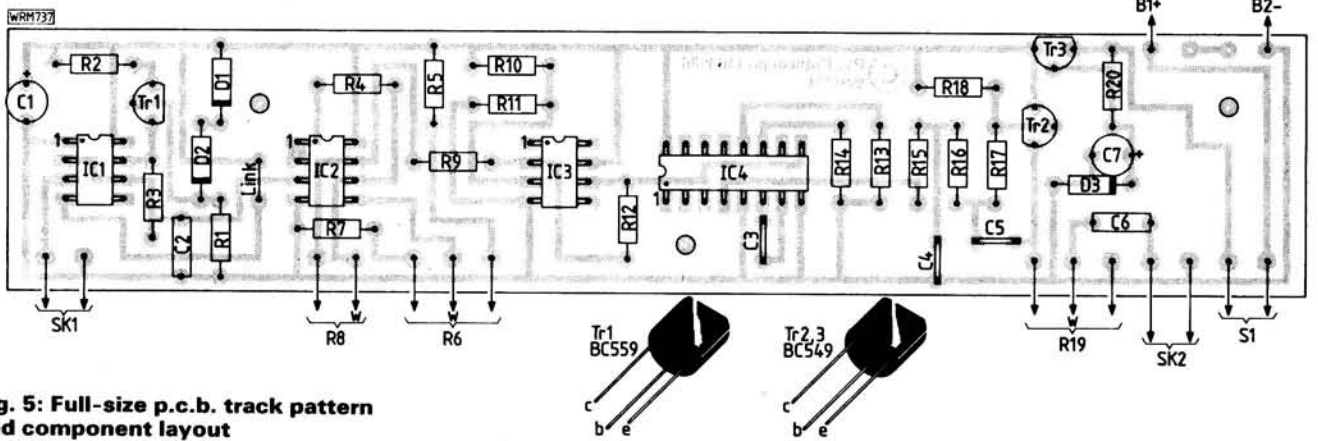 WRM737
B1+ B2-
C1 R2 Tr1 D1 R4 R5 R10 R11 R18 Tr3 R20
1 IC1 R3 D2 Link 1 IC2 R9 IC3 1 IC4 R14 R13 R15 R16 R17 Tr2 C7 + D3
C2 R1 R7 R12 C3 C4 C5 C6
SK1 R8 W R6 W R19 W SK2 S1
Tr1
BC559
c
b e
Tr2,3
BC549
c
b e
g. 5: Full-size p.c.b. track pattern
d component layout